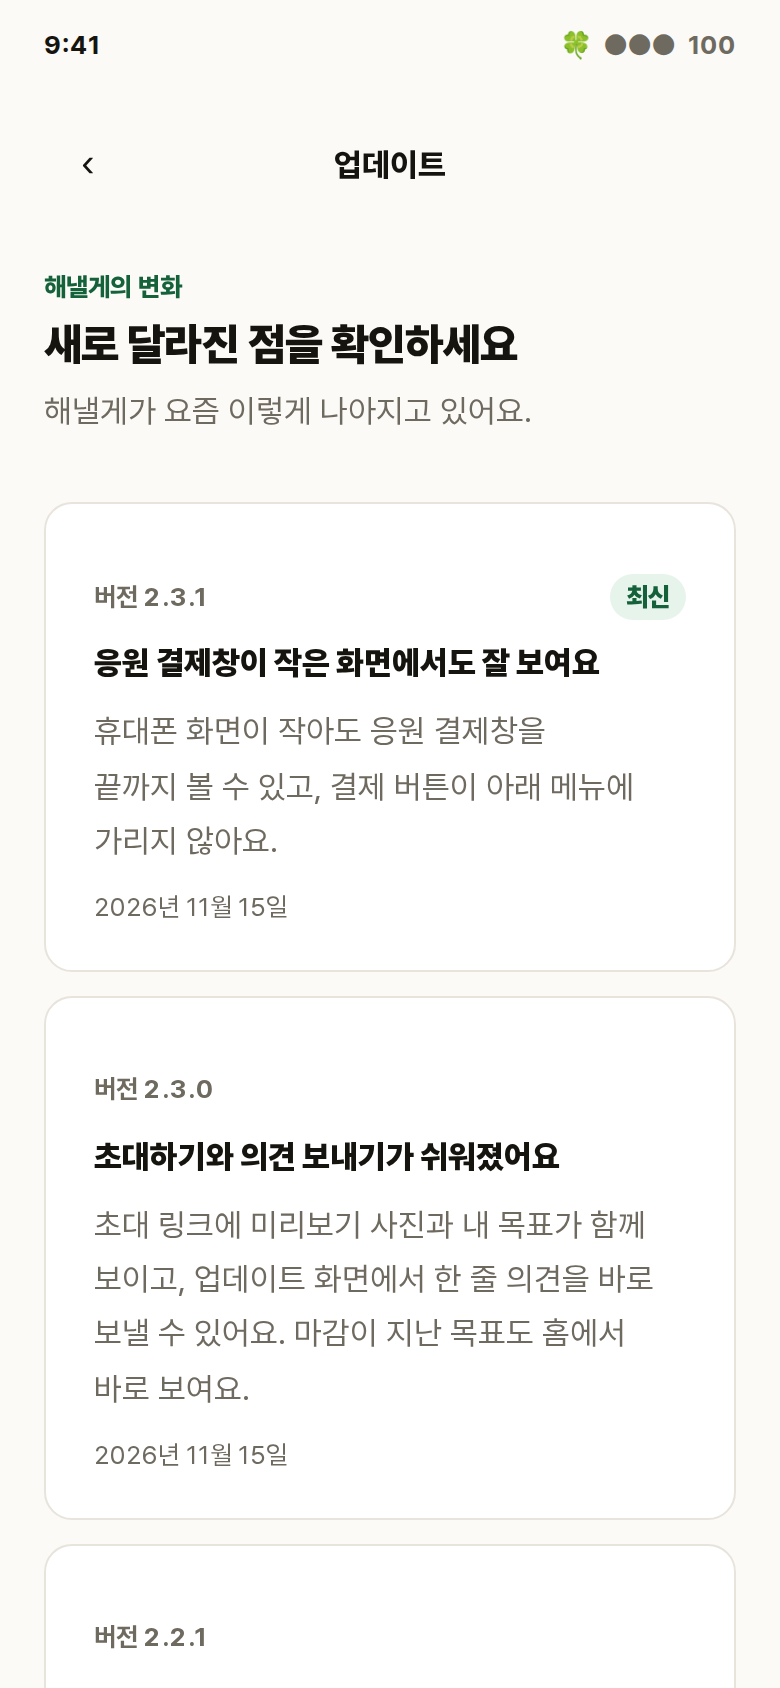 9:41
🍀 ●●● 100
‹
업데이트
해낼게의 변화
새로 달라진 점을 확인하세요
해낼게가 요즘 이렇게 나아지고 있어요.
버전 2.3.1
최신
응원 결제창이 작은 화면에서도 잘 보여요
휴대폰 화면이 작아도 응원 결제창을
끝까지 볼 수 있고, 결제 버튼이 아래 메뉴에
가리지 않아요.
2026년 11월 15일
버전 2.3.0
초대하기와 의견 보내기가 쉬워졌어요
초대 링크에 미리보기 사진과 내 목표가 함께
보이고, 업데이트 화면에서 한 줄 의견을 바로
보낼 수 있어요. 마감이 지난 목표도 홈에서
바로 보여요.
2026년 11월 15일
버전 2.2.1